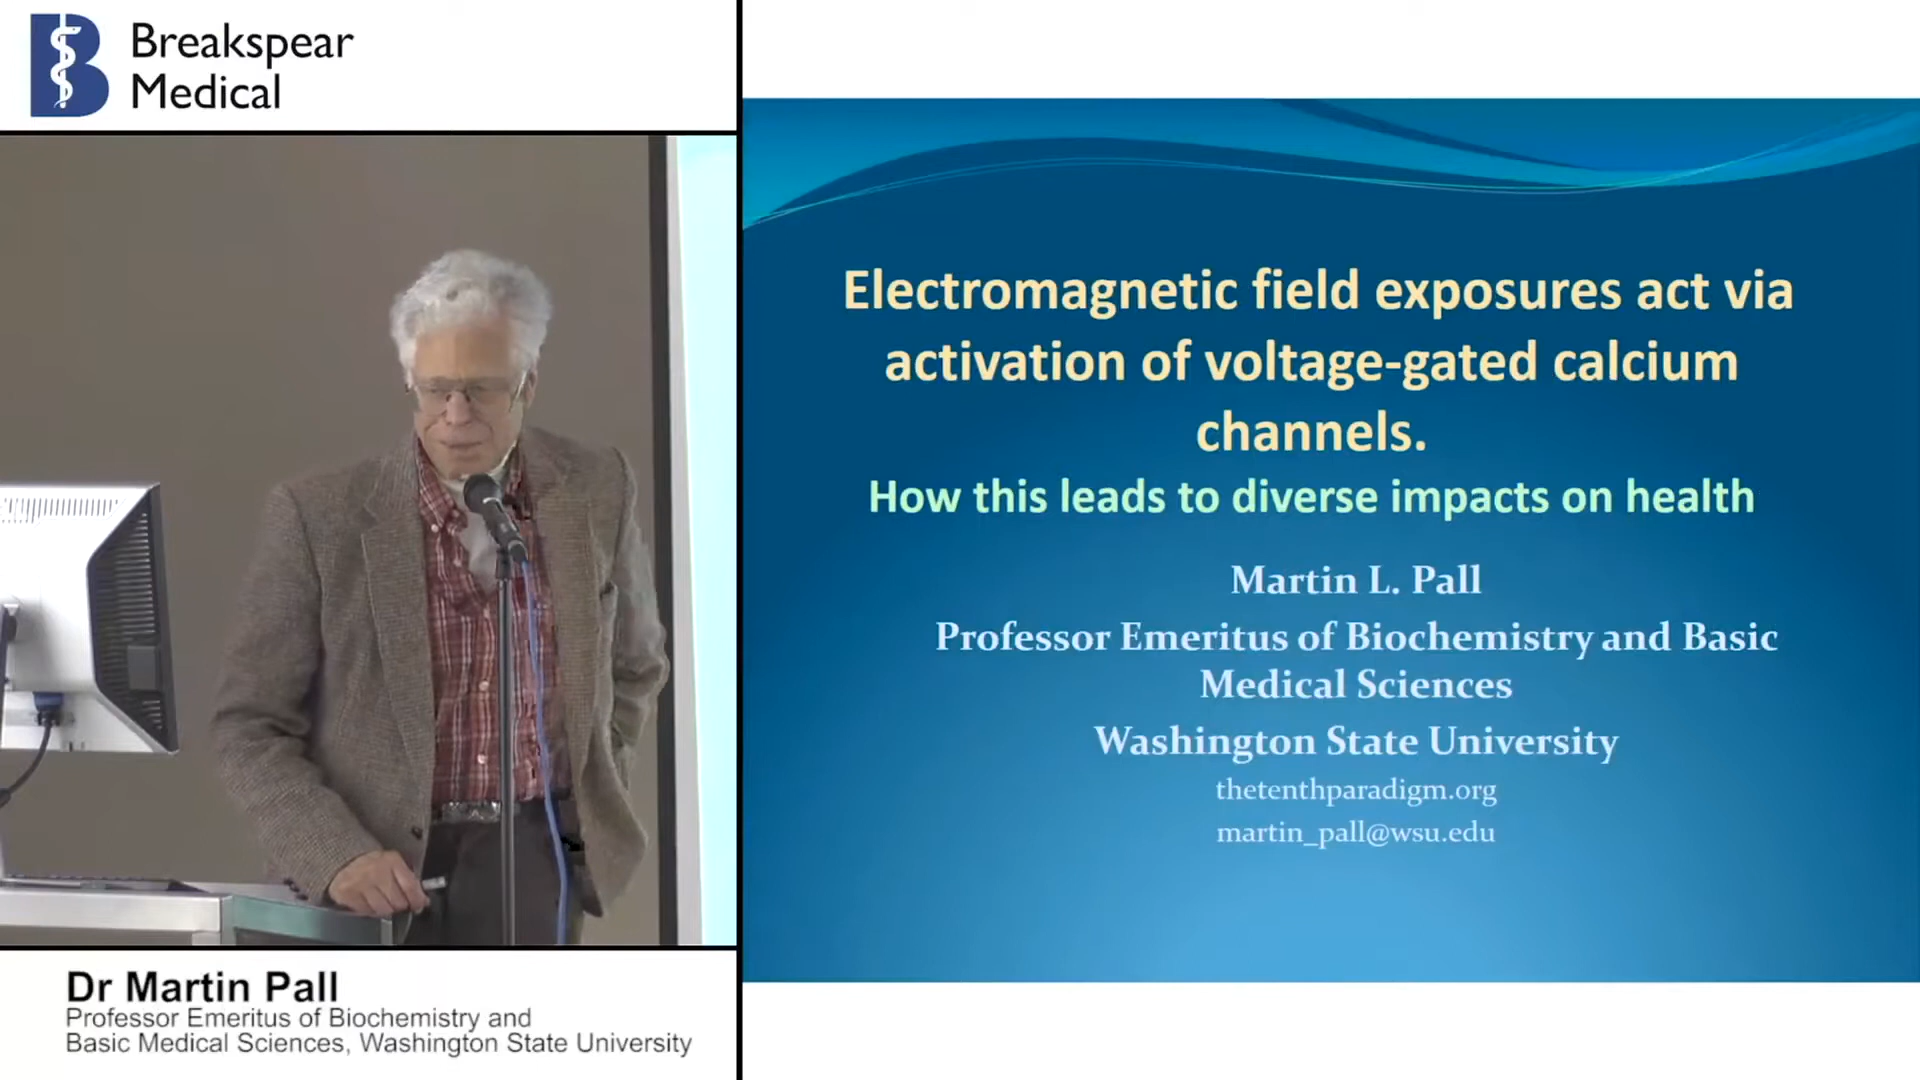 Breakspear
Medical
Electromagnetic field exposures act via
activation of voltage-gated calcium
channels.
How this leads to diverse impacts on health
Martin L. Pall
Professor Emeritus of Biochemistry and Basic
Medical Sciences
Washington State University
thetenthparadigm.org
martin_pall@wsu.edu
Dr Martin Pall
Professor Emeritus of Biochemistry and
Basic Medical Sciences, Washington State University